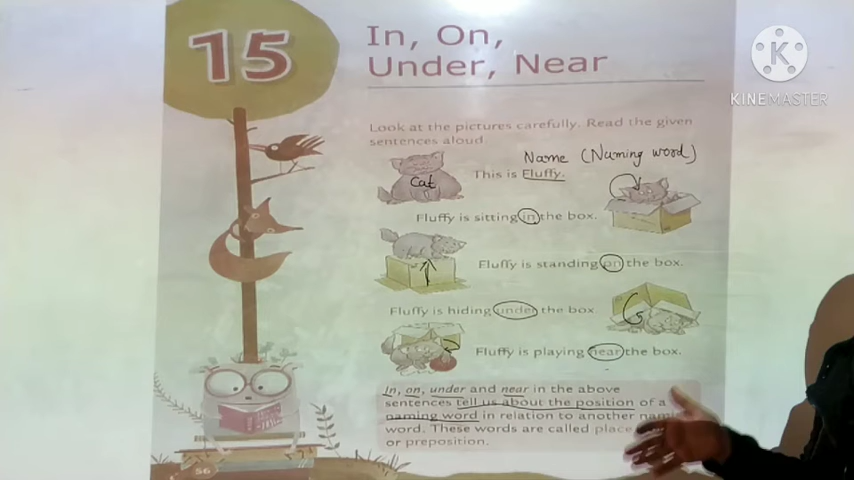 15
In, On,
Under, Near
KINEMASTER
Look at the pictures carefully. Read the given
sentences aloud.
Name (Naming word)
Cat
This is Fluffy.
Fluffy is sitting in the box.
Fluffy is standing on the box.
Fluffy is hiding under the box.
Fluffy is playing near the box.
In, on, under and near in the above
sentences tell us about the position of a
naming word in relation to another
word. These words are called place
or preposition.
56